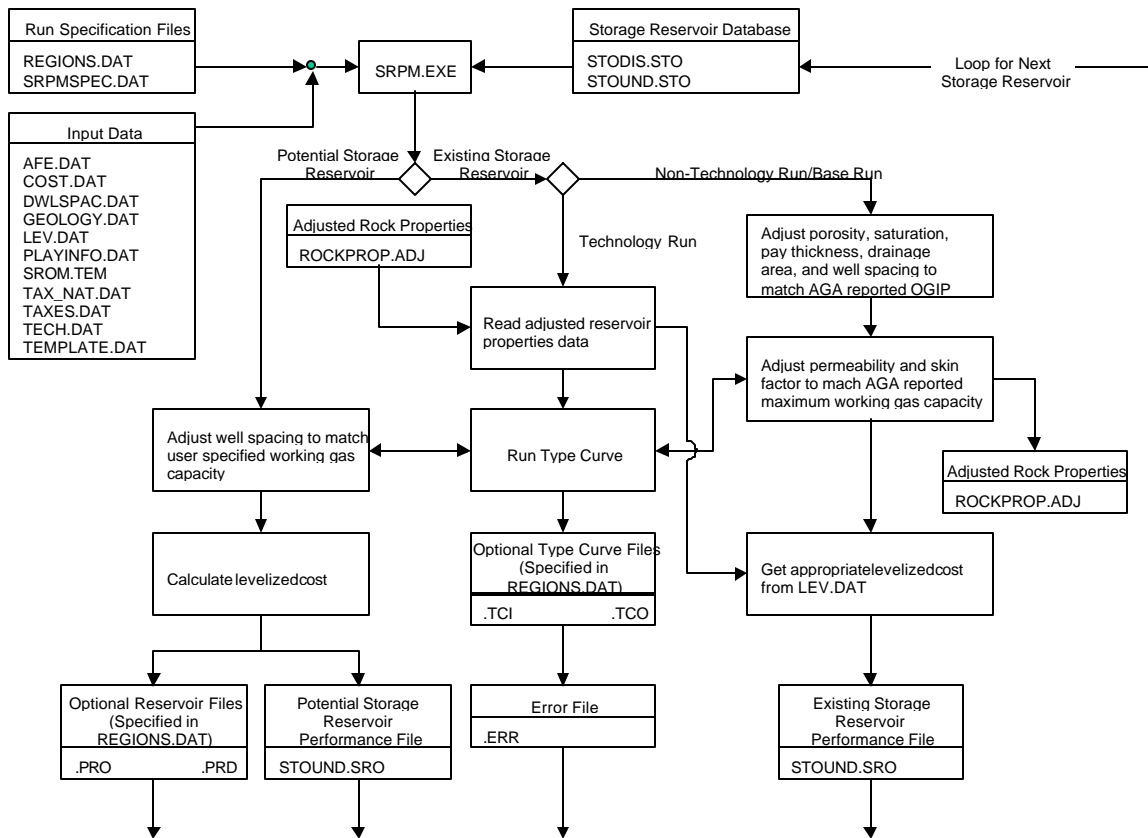 Run Specification Files
REGIONS.DAT
SRPMSPEC.DAT
SRPM.EXE
Storage Reservoir Database
STODIS.STO
STOUND.STO
Loop for Next
Storage Reservoir
Input Data
AFE.DAT
COST.DAT
DWLSPAC.DAT
GEOLOGY.DAT
LEV.DAT
PLAYINFO.DAT
SROM.TEM
TAX_NAT.DAT
TAXES.DAT
TECH.DAT
TEMPLATE.DAT
Potential Storage
Reservoir
Existing Storage
Reservoir
Non-Technology Run/Base Run
Technology Run
Adjusted Rock Properties
ROCKPROP.ADJ
Adjust porosity, saturation,
pay thickness, drainage
area, and well spacing to
match AGA reported OGIP
Read adjusted reservoir
properties data
Adjust permeability and skin
factor to mach AGA reported
maximum working gas capacity
Adjust well spacing to match
user specified working gas
capacity
Run Type Curve
Adjusted Rock Properties
ROCKPROP.ADJ
Calculate levelizedcost
Optional Type Curve Files
(Specified in
REGIONS.DAT)
.TCI .TCO
Get appropriatelevelizedcost
from LEV.DAT
Optional Reservoir Files
(Specified in
REGIONS.DAT)
.PRO .PRD
Potential Storage
Reservoir
Performance File
STOUND.SRO
Error File
.ERR
Existing Storage
Reservoir
Performance File
STOUND.SRO